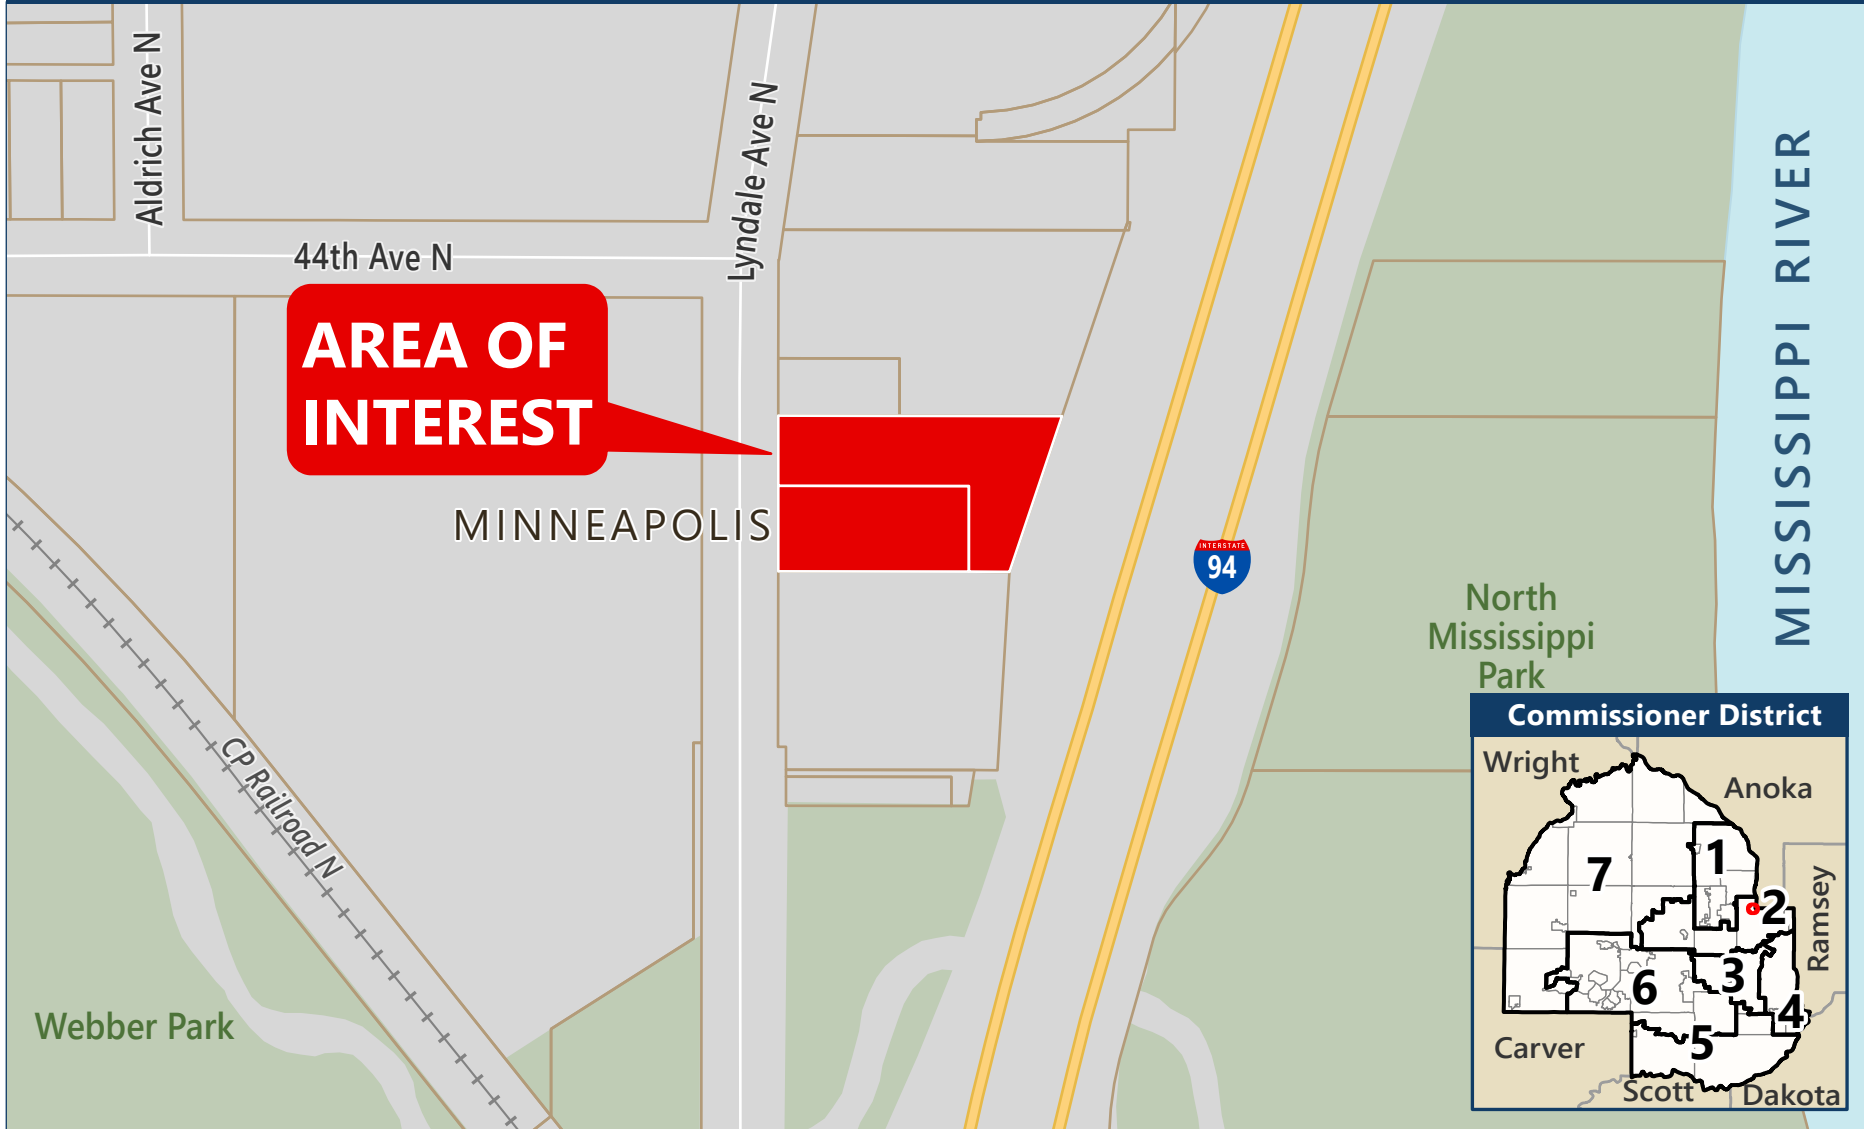 Aldrich Ave N
Lyndale Ave N
44th Ave N
AREA OF
INTEREST
MINNEAPOLIS
INTERSTATE
94
MISSISSIPPI RIVER
North
Mississippi
Park
CP Railroad N
Webber Park
Commissioner District
Wright
Anoka
1
7
2
Ramsey
3
6
4
5
Carver
Scott
Dakota